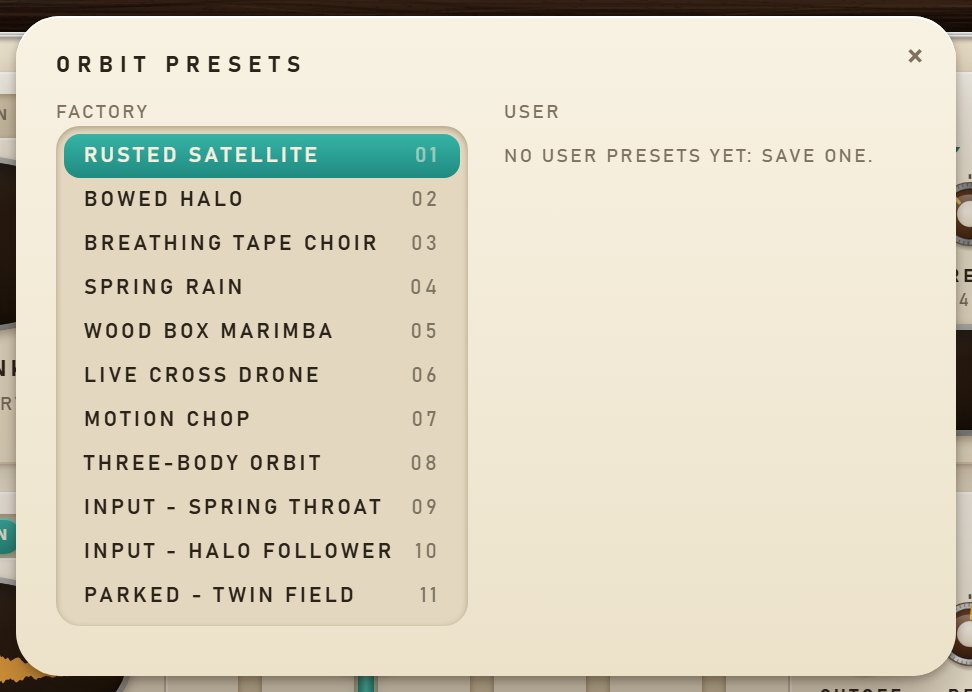 ORBIT PRESETS
×
FACTORY
RUSTED SATELLITE 01
BOWED HALO 02
BREATHING TAPE CHOIR 03
SPRING RAIN 04
WOOD BOX MARIMBA 05
LIVE CROSS DRONE 06
MOTION CHOP 07
THREE-BODY ORBIT 08
INPUT - SPRING THROAT 09
INPUT - HALO FOLLOWER 10
PARKED - TWIN FIELD 11
USER
NO USER PRESETS YET: SAVE ONE.